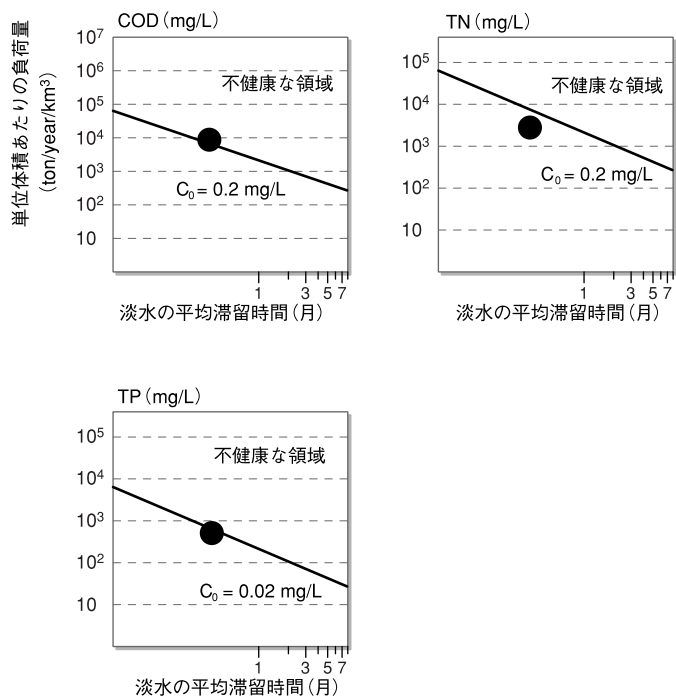 COD（mg/L）
単位体積あたりの負荷量
（ton/year/km³）
10⁷
10⁶
10⁵
10⁴
10³
10²
10
不健康な領域
C₀ = 0.2 mg/L
1 3 5 7
淡水の平均滞留時間（月）
TN（mg/L）
10⁵
10⁴
10³
10²
10
不健康な領域
C₀ = 0.2 mg/L
1 3 5 7
淡水の平均滞留時間（月）
TP（mg/L）
10⁵
10⁴
10³
10²
10
不健康な領域
C₀ = 0.02 mg/L
1 3 5 7
淡水の平均滞留時間（月）